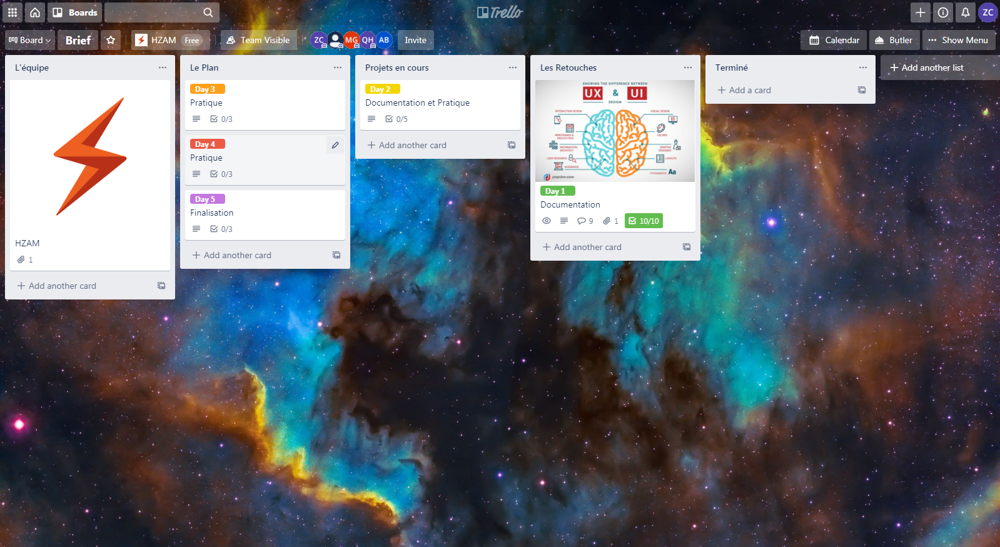 Boards
Trello
ZC
Board
Brief
HZAM Free
Team Visible
ZC MG QH AB
Invite
Calendar
Butler
Show Menu
L'équipe
HZAM
1
Add another card
Le Plan
Day 3
Pratique
0/3
Day 4
Pratique
0/3
Day 5
Finalisation
0/3
Add another card
Projets en cours
Day 2
Documentation et Pratique
0/5
Add another card
Les Retouches
KNOWING THE DIFFERENCE BETWEEN
UX & UI
DESIGN
INTERACTION DESIGN
VISUAL DESIGN
WIREFRAMES &
PROTOTYPES
COLORS
INFORMATION
ARCHITECT
GRAPHIC
DESIGNER
USER RESEARCH
LAYOUTS
SCENARIOS
TYPOGRAPHY Aa
Day 1
Documentation
9 1 10/10
Add another card
Terminé
Add a card
Add another list